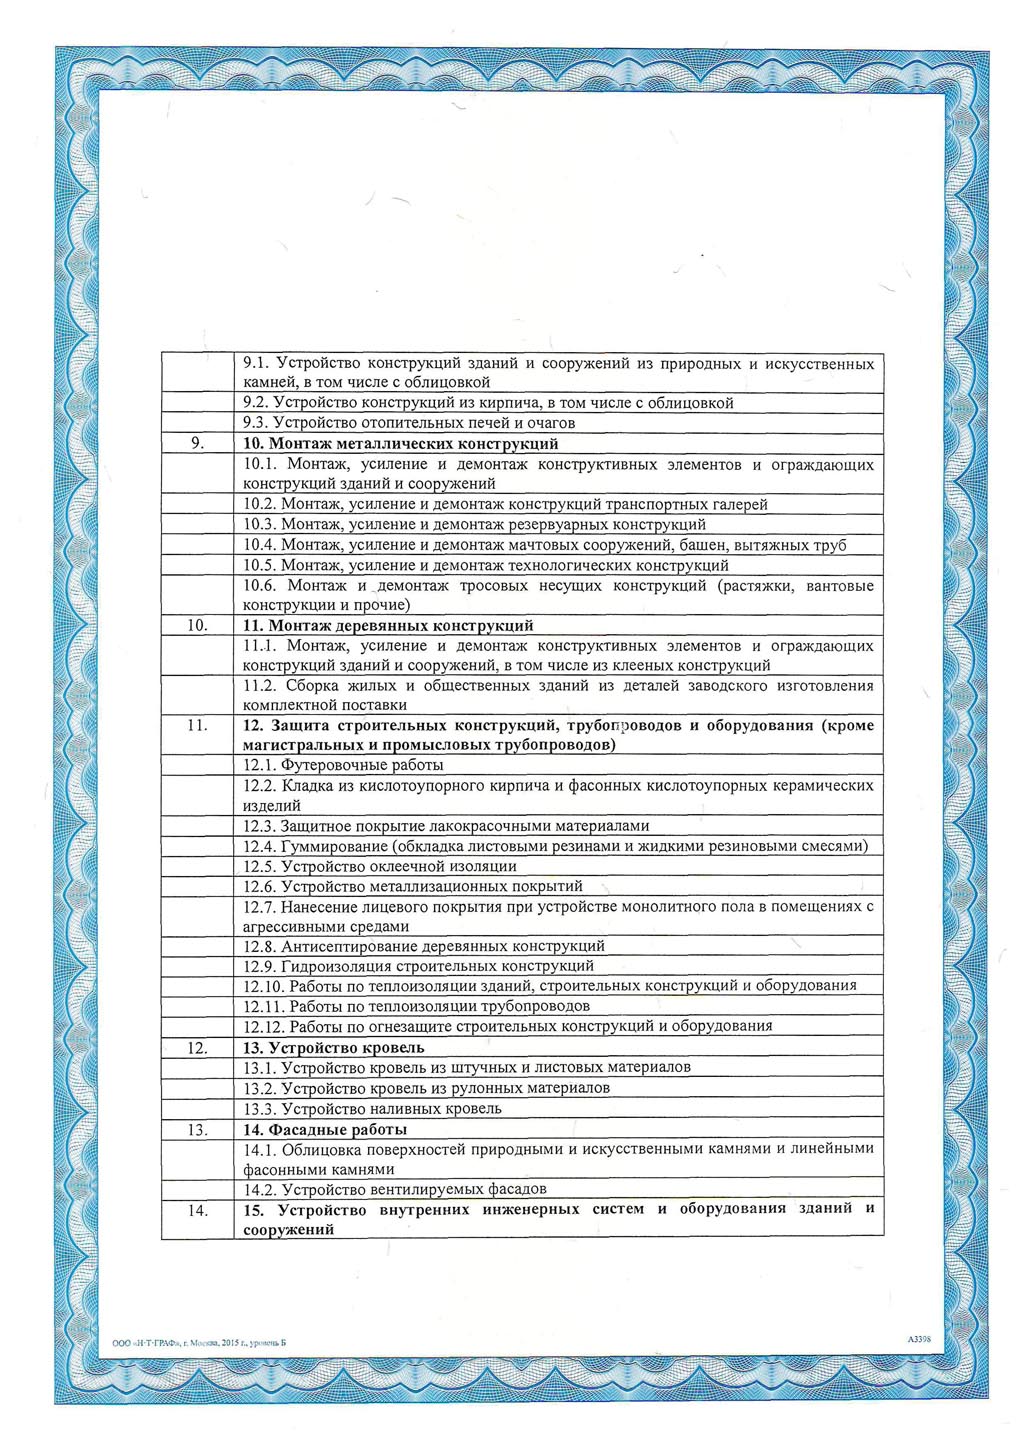 9.1. Устройство конструкций зданий и сооружений из природных и искусственных
камней, в том числе с облицовкой
9.2. Устройство конструкций из кирпича, в том числе с облицовкой
9.3. Устройство отопительных печей и очагов
9. 10. Монтаж металлических конструкций
10.1. Монтаж, усиление и демонтаж конструктивных элементов и ограждающих
конструкций зданий и сооружений
10.2. Монтаж, усиление и демонтаж конструкций транспортных галерей
10.3. Монтаж, усиление и демонтаж резервуарных конструкций
10.4. Монтаж, усиление и демонтаж мачтовых сооружений, башен, вытяжных труб
10.5. Монтаж, усиление и демонтаж технологических конструкций
10.6. Монтаж и демонтаж тросовых несущих конструкций (растяжки, вантовые
конструкции и прочие)
10. 11. Монтаж деревянных конструкций
11.1. Монтаж, усиление и демонтаж конструктивных элементов и ограждающих
конструкций зданий и сооружений, в том числе из клееных конструкций
11.2. Сборка жилых и общественных зданий из деталей заводского изготовления
комплектной поставки
11. 12. Защита строительных конструкций, трубопроводов и оборудования (кроме
магистральных и промысловых трубопроводов)
12.1. Футеровочные работы
12.2. Кладка из кислотоупорного кирпича и фасонных кислотоупорных керамических
изделий
12.3. Защитное покрытие лакокрасочными материалами
12.4. Гуммирование (обкладка листовыми резинами и жидкими резиновыми смесями)
12.5. Устройство оклеечной изоляции
12.6. Устройство металлизационных покрытий
12.7. Нанесение лицевого покрытия при устройстве монолитного пола в помещениях с
агрессивными средами
12.8. Антисептирование деревянных конструкций
12.9. Гидроизоляция строительных конструкций
12.10. Работы по теплоизоляции зданий, строительных конструкций и оборудования
12.11. Работы по теплоизоляции трубопроводов
12.12. Работы по огнезащите строительных конструкций и оборудования
12. 13. Устройство кровель
13.1. Устройство кровель из штучных и листовых материалов
13.2. Устройство кровель из рулонных материалов
13.3. Устройство наливных кровель
13. 14. Фасадные работы
14.1. Облицовка поверхностей природными и искусственными камнями и линейными
фасонными камнями
14.2. Устройство вентилируемых фасадов
14. 15. Устройство внутренних инженерных систем и оборудования зданий и
сооружений
ООО «Н-Т-ГРАФ», г. Москва, 2015 г., уровень Б
А3398